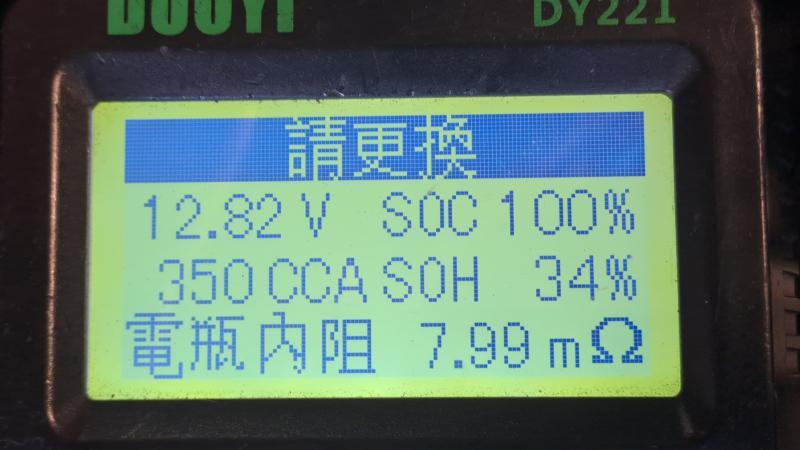 DOUYI DY221
請更換
12.82 V SOC 100%
350 CCA SOH 34%
電瓶內阻 7.99 mΩ